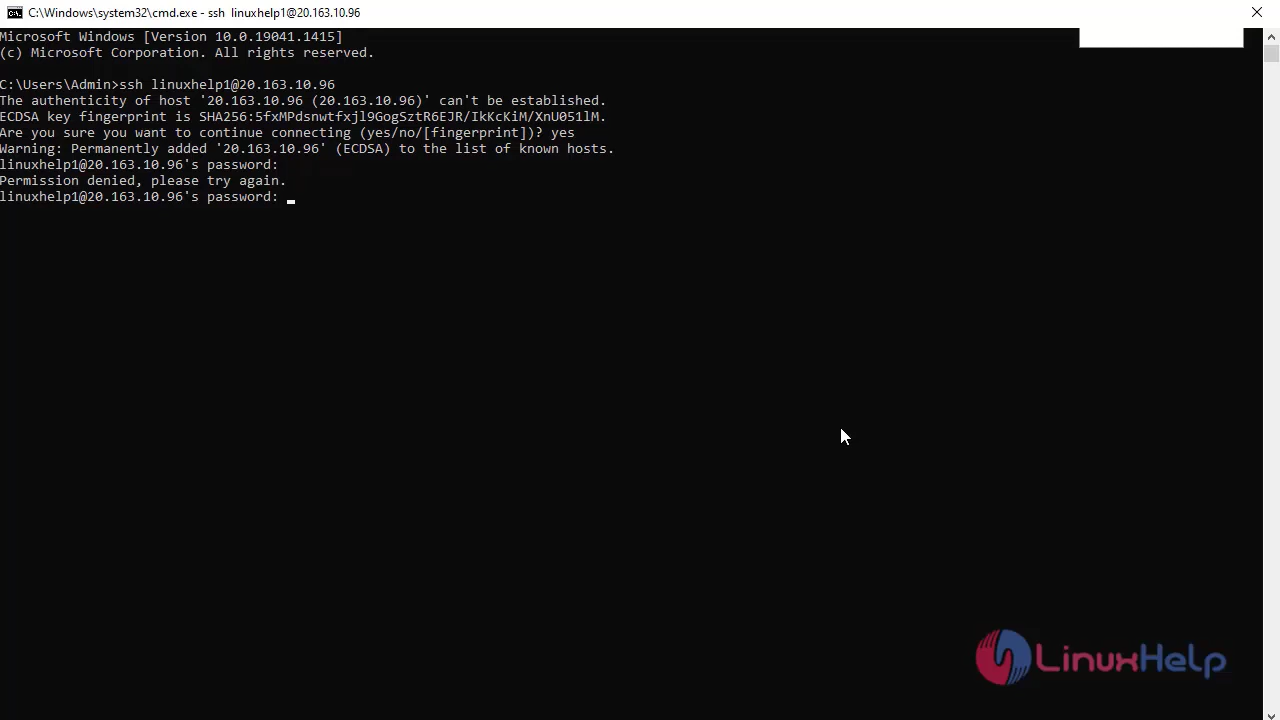 C:\Windows\system32\cmd.exe - ssh linuxhelp1@20.163.10.96
Microsoft Windows [Version 10.0.19041.1415]
(c) Microsoft Corporation. All rights reserved.
C:\Users\Admin>ssh linuxhelp1@20.163.10.96
The authenticity of host '20.163.10.96 (20.163.10.96)' can't be established.
ECDSA key fingerprint is SHA256:5fxMPdsnwtfxjl9GogSztR6EJR/IkKcKiM/XnU051lM.
Are you sure you want to continue connecting (yes/no/[fingerprint])? yes
Warning: Permanently added '20.163.10.96' (ECDSA) to the list of known hosts.
linuxhelp1@20.163.10.96's password:
Permission denied, please try again.
linuxhelp1@20.163.10.96's password:
LinuxHelp